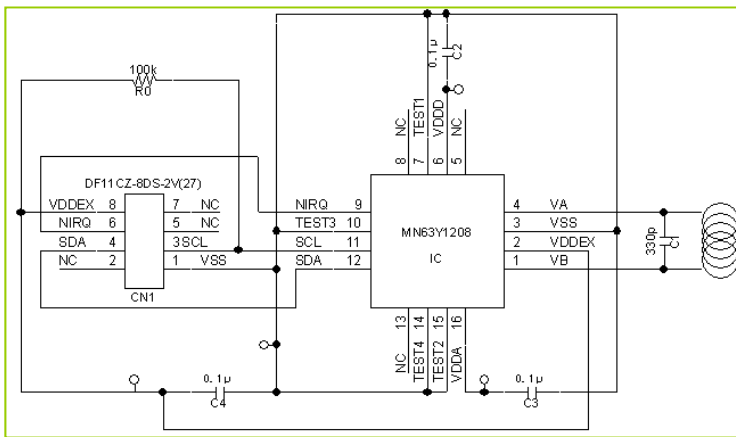 100k
R0
0.1μ
C2
NC
TEST1
VDDD
NC
8
7
6
5
DF11CZ-8DS-2V(27)
VDDEX 8 7 NC
NIRQ 6 5 NC
SDA 4 3 SCL
NC 2 1 VSS
CN1
NIRQ 9
TEST3 10
SCL 11
SDA 12
MN63Y1208
IC
4 VA
3 VSS
2 VDDEX
1 VB
330p
C1
13
14
15
16
NC
TEST4
TEST2
VDDA
0.1μ
C4
0.1μ
C3